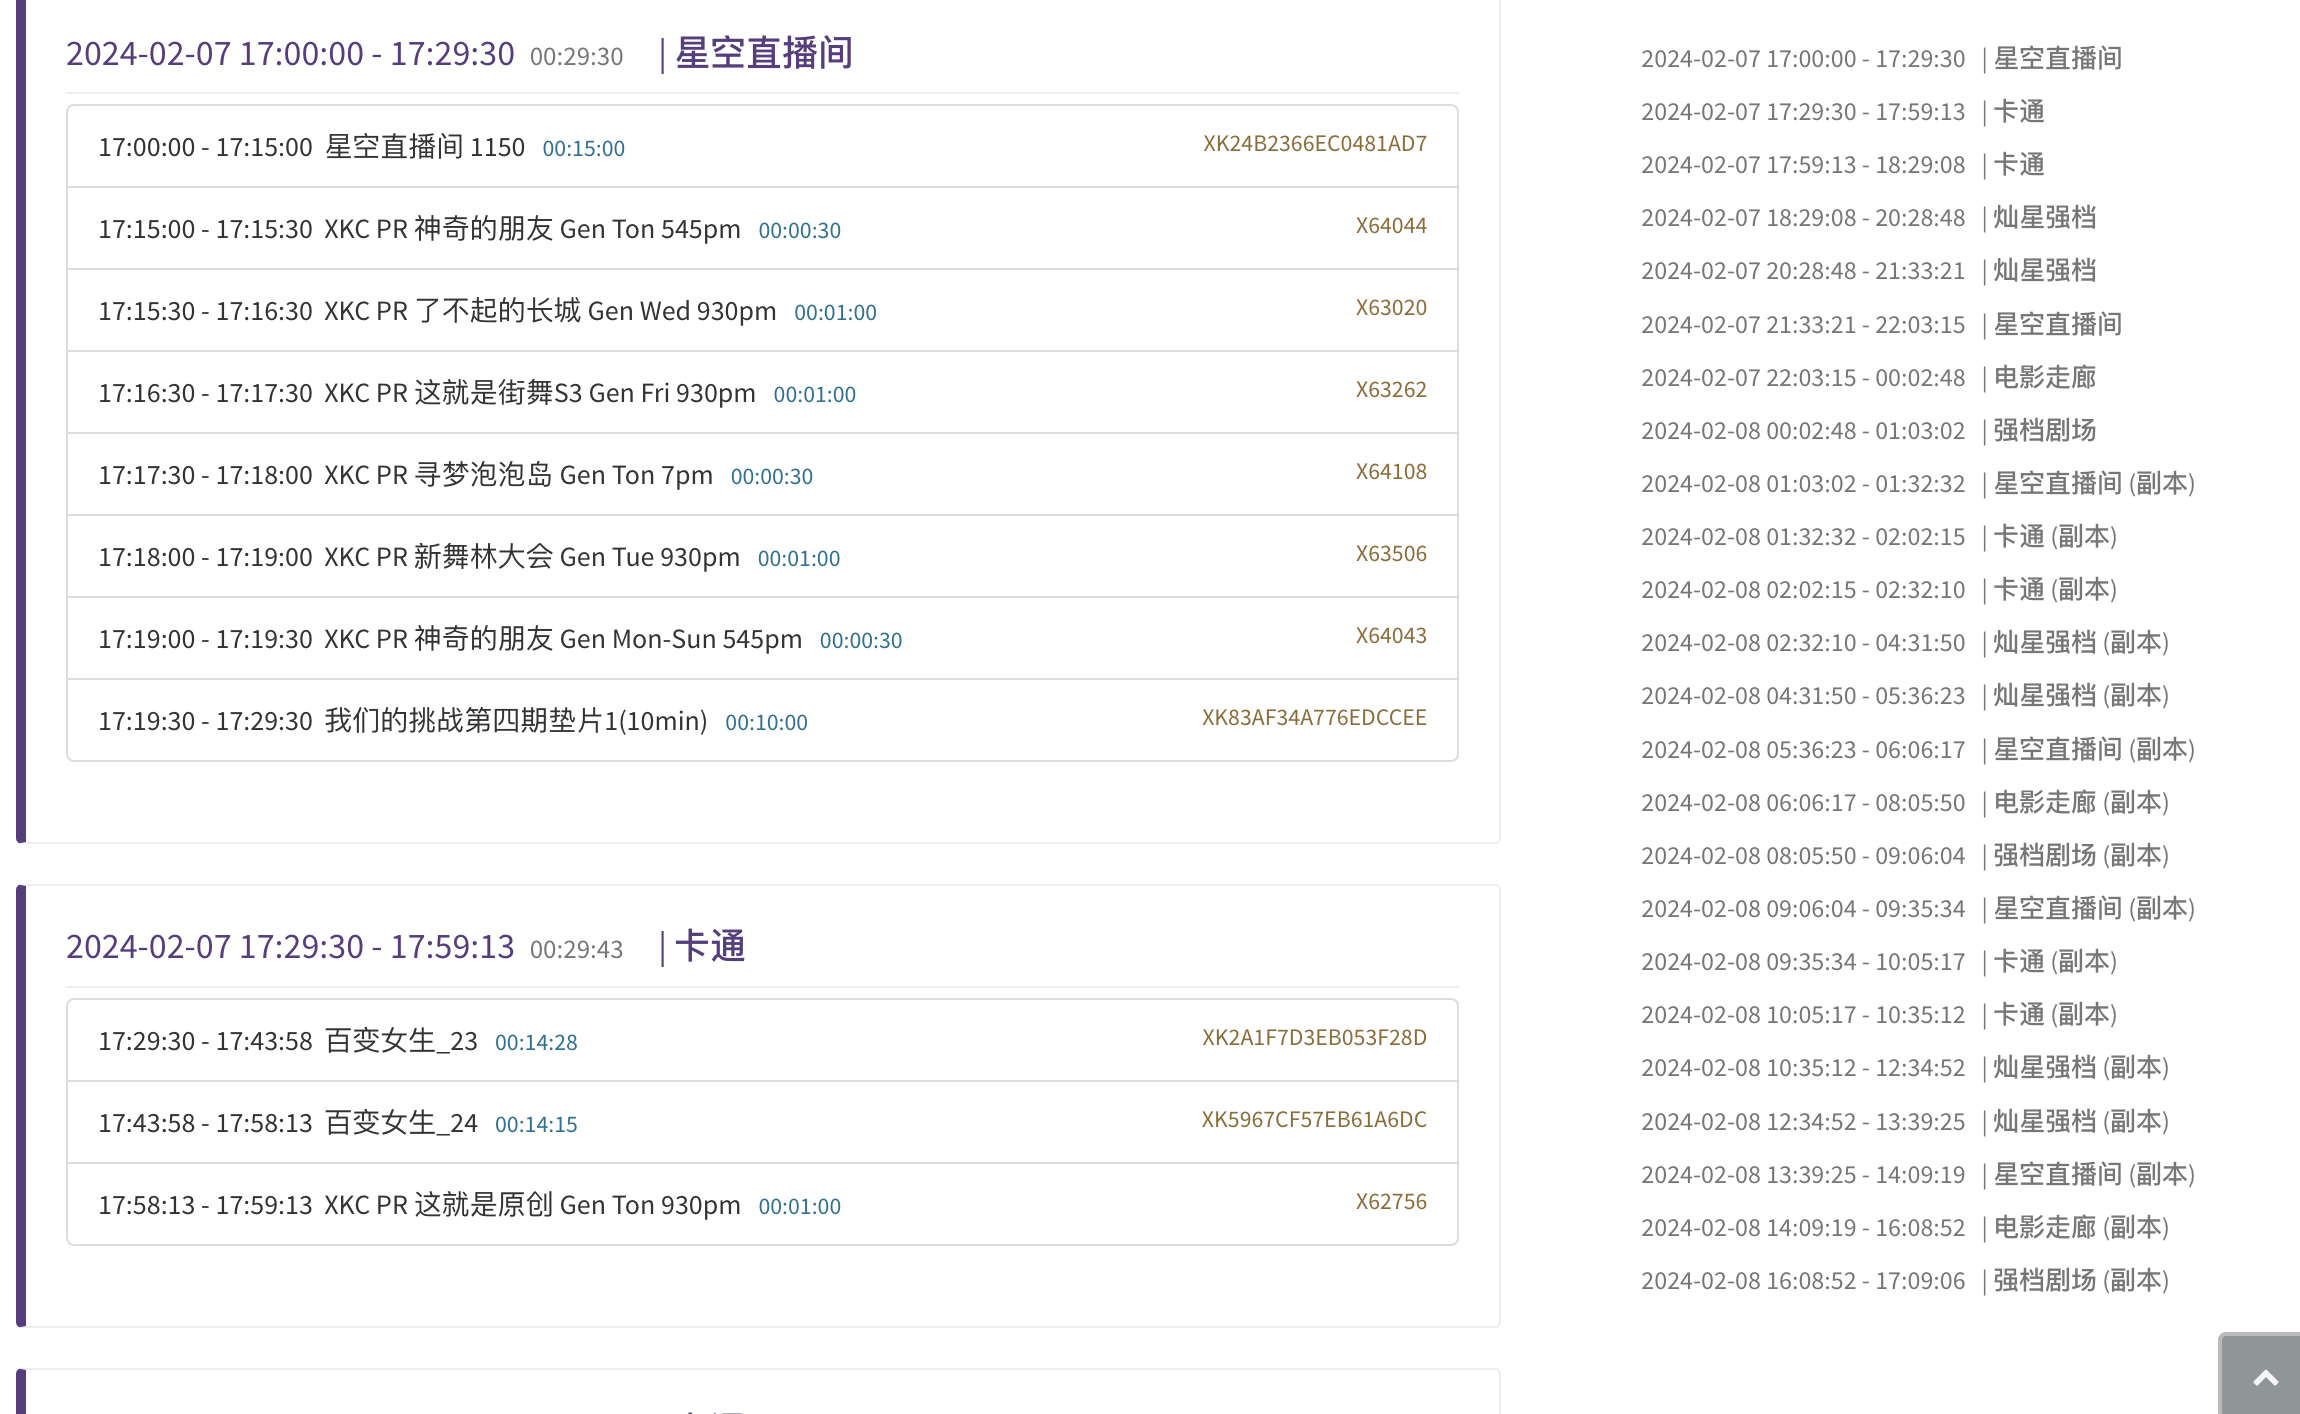 2024-02-07 17:00:00 - 17:29:30 00:29:30 | 星空直播间
17:00:00 - 17:15:00 星空直播间 1150 00:15:00 XK24B2366EC0481AD7
17:15:00 - 17:15:30 XKC PR 神奇的朋友 Gen Ton 545pm 00:00:30 X64044
17:15:30 - 17:16:30 XKC PR 了不起的长城 Gen Wed 930pm 00:01:00 X63020
17:16:30 - 17:17:30 XKC PR 这就是街舞S3 Gen Fri 930pm 00:01:00 X63262
17:17:30 - 17:18:00 XKC PR 寻梦泡泡岛 Gen Ton 7pm 00:00:30 X64108
17:18:00 - 17:19:00 XKC PR 新舞林大会 Gen Tue 930pm 00:01:00 X63506
17:19:00 - 17:19:30 XKC PR 神奇的朋友 Gen Mon-Sun 545pm 00:00:30 X64043
17:19:30 - 17:29:30 我们的挑战第四期垫片1(10min) 00:10:00 XK83AF34A776EDCCEE
2024-02-07 17:29:30 - 17:59:13 00:29:43 | 卡通
17:29:30 - 17:43:58 百变女生_23 00:14:28 XK2A1F7D3EB053F28D
17:43:58 - 17:58:13 百变女生_24 00:14:15 XK5967CF57EB61A6DC
17:58:13 - 17:59:13 XKC PR 这就是原创 Gen Ton 930pm 00:01:00 X62756
2024-02-07 17:00:00 - 17:29:30 | 星空直播间
2024-02-07 17:29:30 - 17:59:13 | 卡通
2024-02-07 17:59:13 - 18:29:08 | 卡通
2024-02-07 18:29:08 - 20:28:48 | 灿星强档
2024-02-07 20:28:48 - 21:33:21 | 灿星强档
2024-02-07 21:33:21 - 22:03:15 | 星空直播间
2024-02-07 22:03:15 - 00:02:48 | 电影走廊
2024-02-08 00:02:48 - 01:03:02 | 强档剧场
2024-02-08 01:03:02 - 01:32:32 | 星空直播间 (副本)
2024-02-08 01:32:32 - 02:02:15 | 卡通 (副本)
2024-02-08 02:02:15 - 02:32:10 | 卡通 (副本)
2024-02-08 02:32:10 - 04:31:50 | 灿星强档 (副本)
2024-02-08 04:31:50 - 05:36:23 | 灿星强档 (副本)
2024-02-08 05:36:23 - 06:06:17 | 星空直播间 (副本)
2024-02-08 06:06:17 - 08:05:50 | 电影走廊 (副本)
2024-02-08 08:05:50 - 09:06:04 | 强档剧场 (副本)
2024-02-08 09:06:04 - 09:35:34 | 星空直播间 (副本)
2024-02-08 09:35:34 - 10:05:17 | 卡通 (副本)
2024-02-08 10:05:17 - 10:35:12 | 卡通 (副本)
2024-02-08 10:35:12 - 12:34:52 | 灿星强档 (副本)
2024-02-08 12:34:52 - 13:39:25 | 灿星强档 (副本)
2024-02-08 13:39:25 - 14:09:19 | 星空直播间 (副本)
2024-02-08 14:09:19 - 16:08:52 | 电影走廊 (副本)
2024-02-08 16:08:52 - 17:09:06 | 强档剧场 (副本)